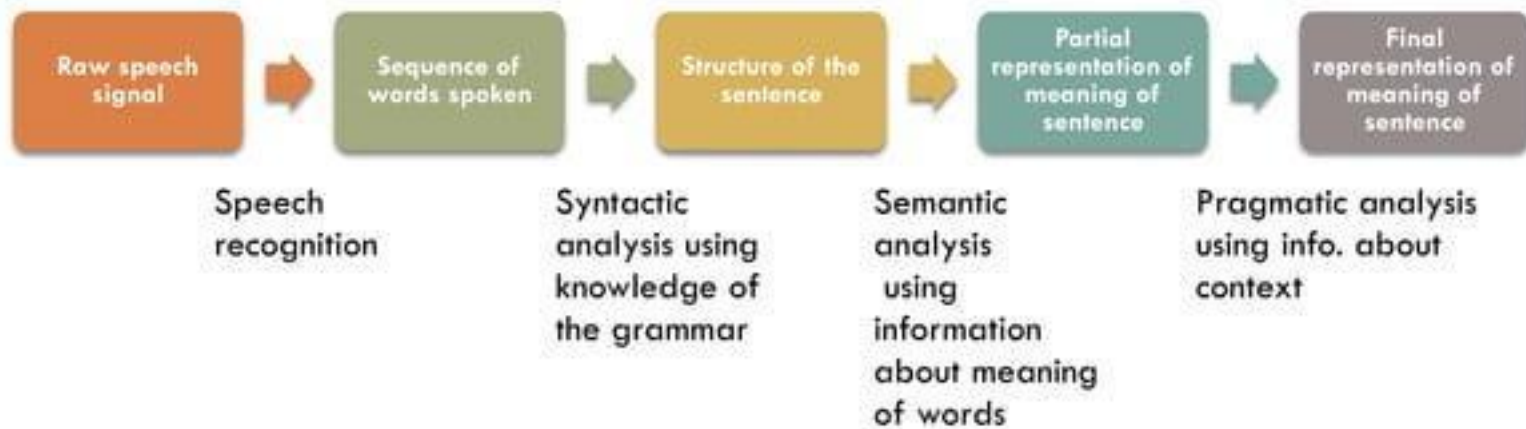 Raw speech
signal
Sequence of
words spoken
Structure of the
sentence
Partial
representation of
meaning of
sentence
Final
representation of
meaning of
sentence
Speech
recognition
Syntactic
analysis using
knowledge of
the grammar
Semantic
analysis
using
information
about meaning
of words
Pragmatic analysis
using info. about
context